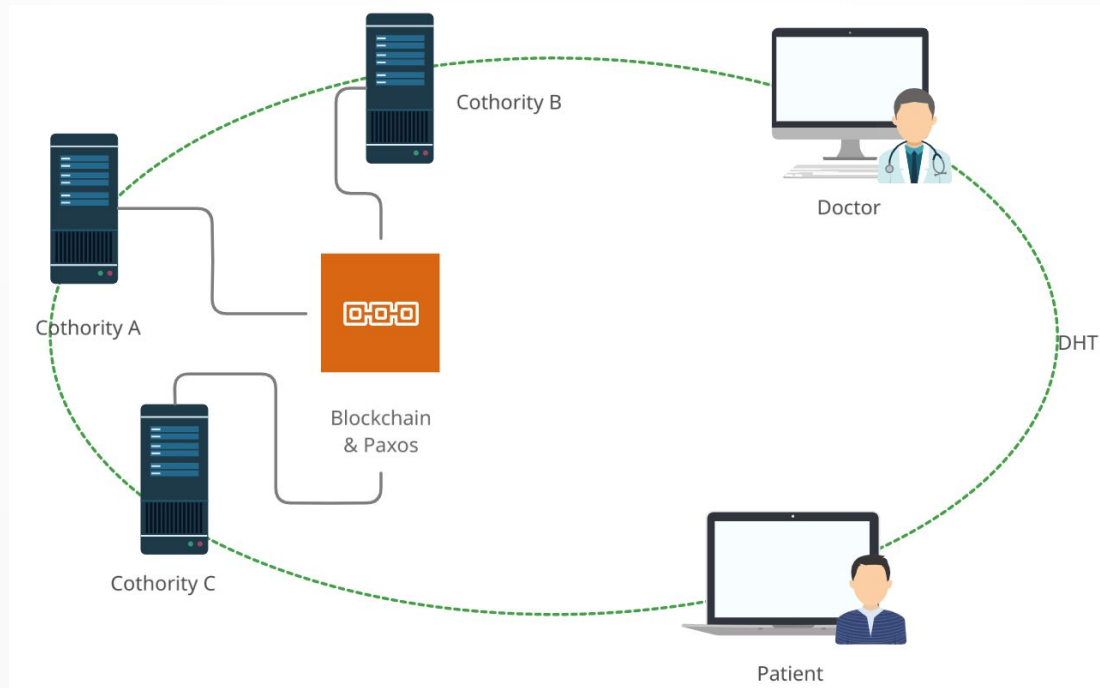 Cothority B
Doctor
Cothority A
DHT
Blockchain
& Paxos
Cothority C
Patient